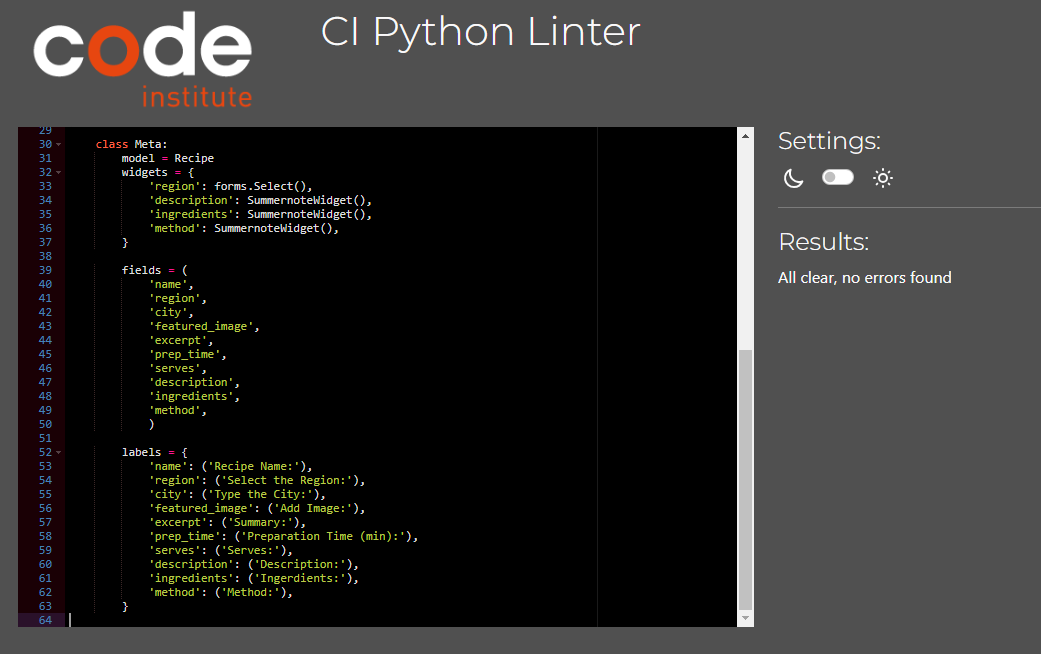 code
institute
CI Python Linter
29
30 class Meta:
31 model = Recipe
32 widgets = {
33 'region': forms.Select(),
34 'description': SummernoteWidget(),
35 'ingredients': SummernoteWidget(),
36 'method': SummernoteWidget(),
37 }
38
39 fields = (
40 'name',
41 'region',
42 'city',
43 'featured_image',
44 'excerpt',
45 'prep_time',
46 'serves',
47 'description',
48 'ingredients',
49 'method',
50 )
51
52 labels = {
53 'name': ('Recipe Name:'),
54 'region': ('Select the Region:'),
55 'city': ('Type the City:'),
56 'featured_image': ('Add Image:'),
57 'excerpt': ('Summary:'),
58 'prep_time': ('Preparation Time (min):'),
59 'serves': ('Serves:'),
60 'description': ('Description:'),
61 'ingredients': ('Ingerdients:'),
62 'method': ('Method:'),
63 }
64
Settings:
Results:
All clear, no errors found